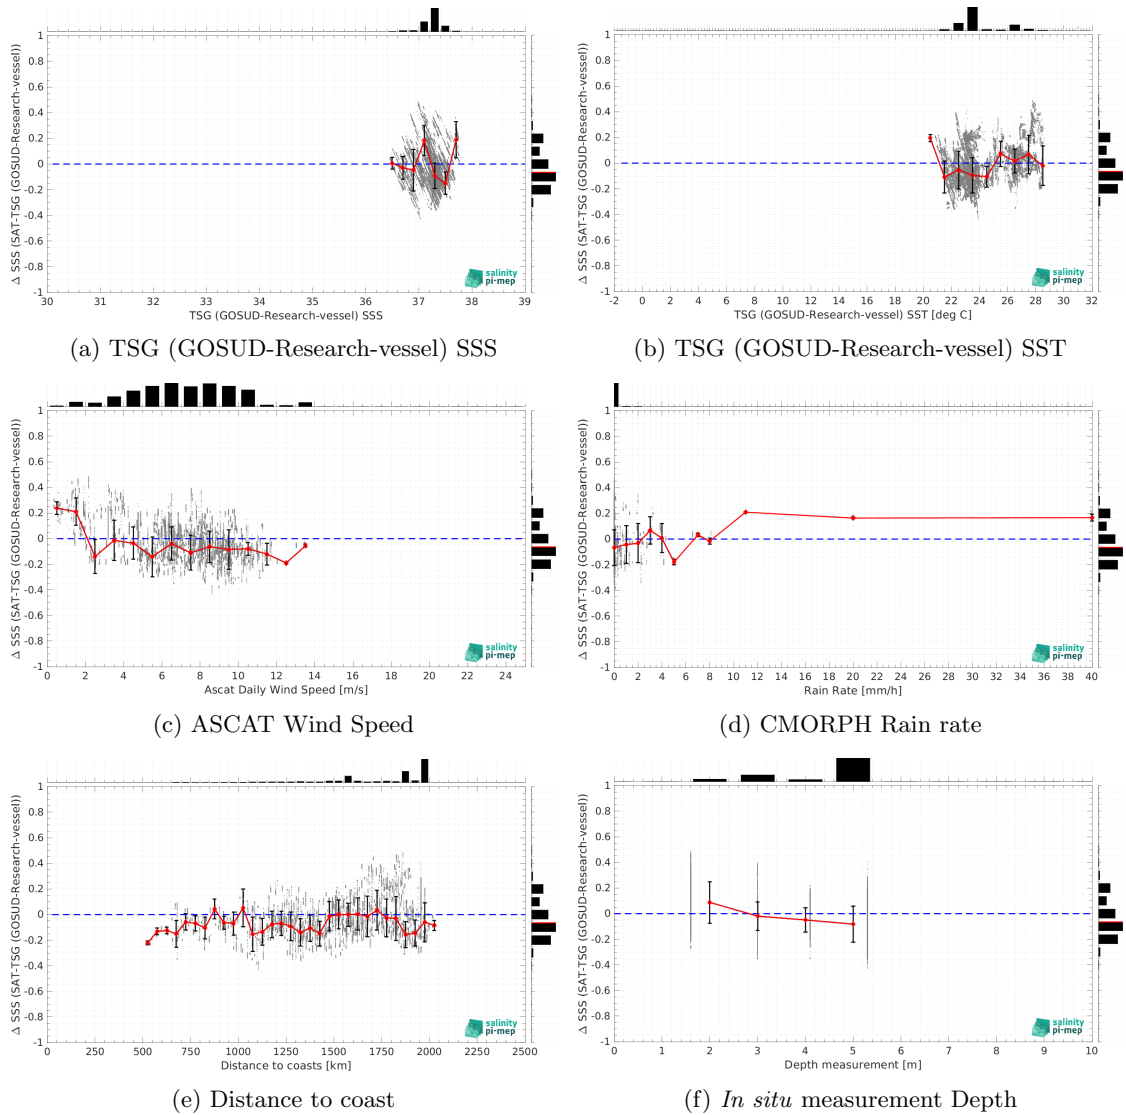 Δ SSS (SAT-TSG (GOSUD-Research-vessel))
1
0.8
0.6
0.4
0.2
0
-0.2
-0.4
-0.6
-0.8
-1
30 31 32 33 34 35 36 37 38 39
TSG (GOSUD-Research-vessel) SSS
salinity
pi-mep
(a) TSG (GOSUD-Research-vessel) SSS
Δ SSS (SAT-TSG (GOSUD-Research-vessel))
1
0.8
0.6
0.4
0.2
0
-0.2
-0.4
-0.6
-0.8
-1
-2 0 2 4 6 8 10 12 14 16 18 20 22 24 26 28 30 32
TSG (GOSUD-Research-vessel) SST [deg C]
salinity
pi-mep
(b) TSG (GOSUD-Research-vessel) SST
Δ SSS (SAT-TSG (GOSUD-Research-vessel))
1
0.8
0.6
0.4
0.2
0
-0.2
-0.4
-0.6
-0.8
-1
0 2 4 6 8 10 12 14 16 18 20 22 24
Ascat Daily Wind Speed [m/s]
salinity
pi-mep
(c) ASCAT Wind Speed
Δ SSS (SAT-TSG (GOSUD-Research-vessel))
1
0.8
0.6
0.4
0.2
0
-0.2
-0.4
-0.6
-0.8
-1
0 2 4 6 8 10 12 14 16 18 20 22 24 26 28 30 32 34 36 38 40
Rain Rate [mm/h]
salinity
pi-mep
(d) CMORPH Rain rate
Δ SSS (SAT-TSG (GOSUD-Research-vessel))
1
0.8
0.6
0.4
0.2
0
-0.2
-0.4
-0.6
-0.8
-1
0 250 500 750 1000 1250 1500 1750 2000 2250 2500
Distance to coasts [km]
salinity
pi-mep
(e) Distance to coast
Δ SSS (SAT-TSG (GOSUD-Research-vessel))
1
0.8
0.6
0.4
0.2
0
-0.2
-0.4
-0.6
-0.8
-1
0 1 2 3 4 5 6 7 8 9 10
Depth measurement [m]
salinity
pi-mep
(f) In situ measurement Depth